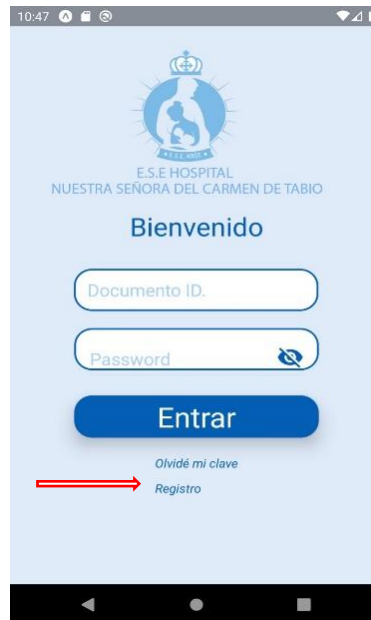 10:47
E.S.E HOSPITAL
NUESTRA SEÑORA DEL CARMEN DE TABIO
Bienvenido
Documento ID.
Password
Entrar
Olvidé mi clave
Registro